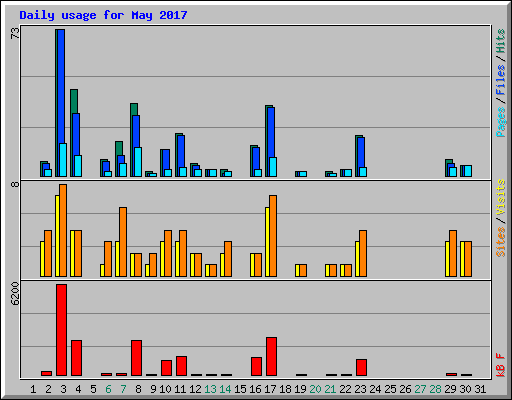 Daily usage for May 2017
73
8
6200
Pages / Files / Hits
Sites / Visits
kB F
1 2 3 4 5 6 7 8 9 10 11 12 13 14 15 16 17 18 19 20 21 22 23 24 25 26 27 28 29 30 31